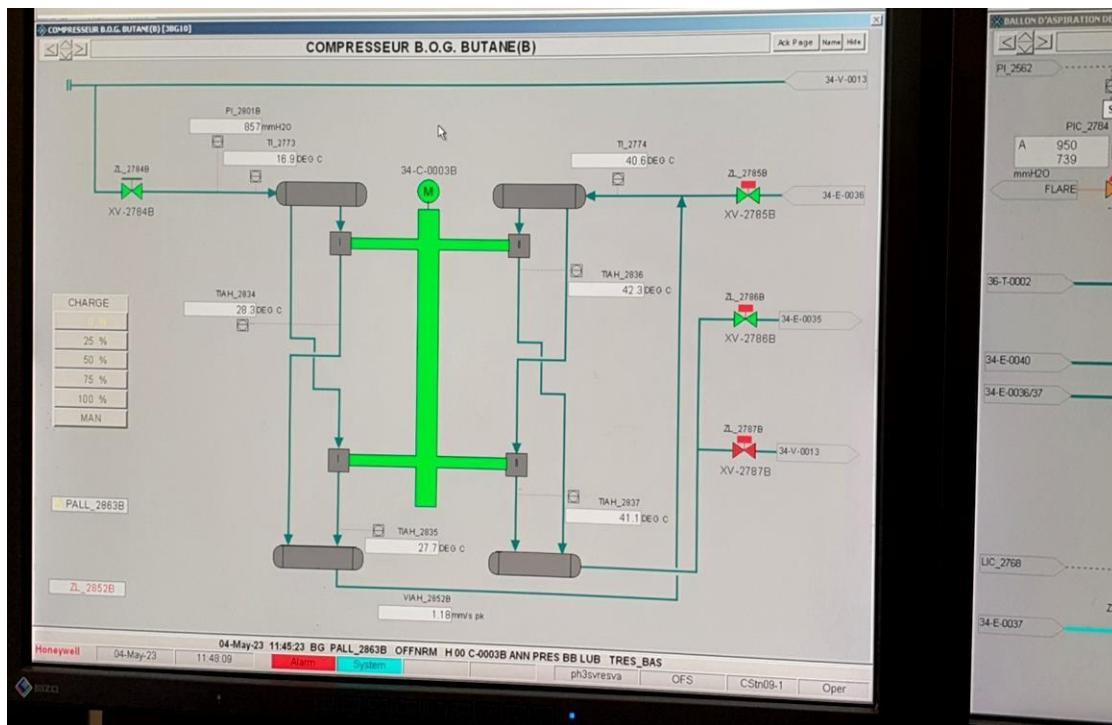 COMPRESSEUR B.O.G. BUTANE(B) [3BG10]
COMPRESSEUR B.O.G. BUTANE(B)
Ack Page Name Hide
34-V-0013
PI_2801B
857 mmH2O
TI_2773
16.9 DEG C
ZL_2784B
XV-2784B
34-C-0003B
M
TI_2774
40.6 DEG C
ZL_2785B
34-E-0036
XV-2785B
I
II
TIAH_2836
42.3 DEG C
TIAH_2834
28.3 DEG C
ZL_2786B
34-E-0035
XV-2786B
CHARGE
0 %
25 %
50 %
75 %
100 %
MAN
ZL_2787B
34-V-0013
XV-2787B
I
II
PALL_2863B
TIAH_2837
41.1 DEG C
TIAH_2835
27.7 DEG C
ZL_2852B
VIAH_2852B
1.18 mm/s pk
04-May-23 11:45:23 BG PALL_2863B OFFNRM H 00 C-0003B ANN PRES BB LUB TRES_BAS
Honeywell 04-May-23 11:48:09 Alarm System ph3svresva OFS CStn09-1 Oper
EIZO
BALLON D'ASPIRATION DE
PI_2562
PIC_2784
A 950
739
mmH2O
FLARE
36-T-0002
34-E-0040
34-E-0036/37
LIC_2768
34-E-0037